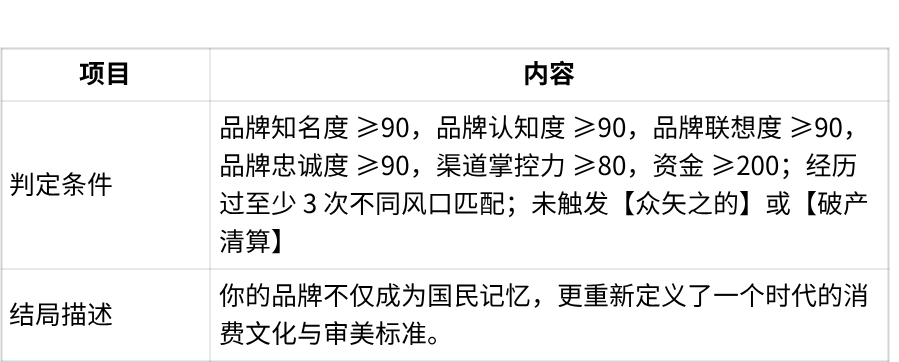 项目
内容
判定条件
品牌知名度 ≥90，品牌认知度 ≥90，品牌联想度 ≥90，
品牌忠诚度 ≥90，渠道掌控力 ≥80，资金 ≥200；经历
过至少 3 次不同风口匹配；未触发【众矢之的】或【破产
清算】
结局描述
你的品牌不仅成为国民记忆，更重新定义了一个时代的消
费文化与审美标准。